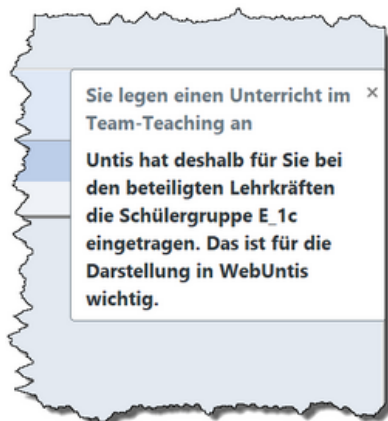 Sie legen einen Unterricht im ×
Team-Teaching an
Untis hat deshalb für Sie bei
den beteiligten Lehrkräften
die Schülergruppe E_1c
eingetragen. Das ist für die
Darstellung in WebUntis
wichtig.